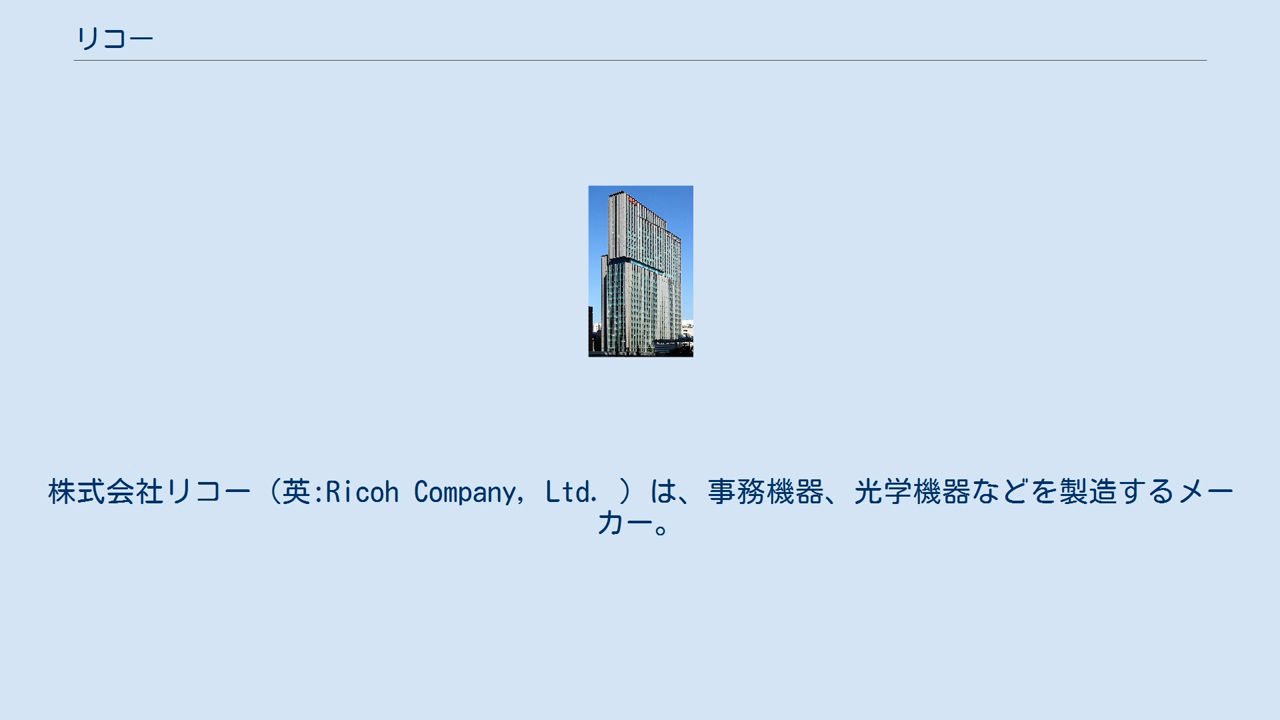 リコー
株式会社リコー（英:Ricoh Company, Ltd. ）は、事務機器、光学機器などを製造するメー
カー。